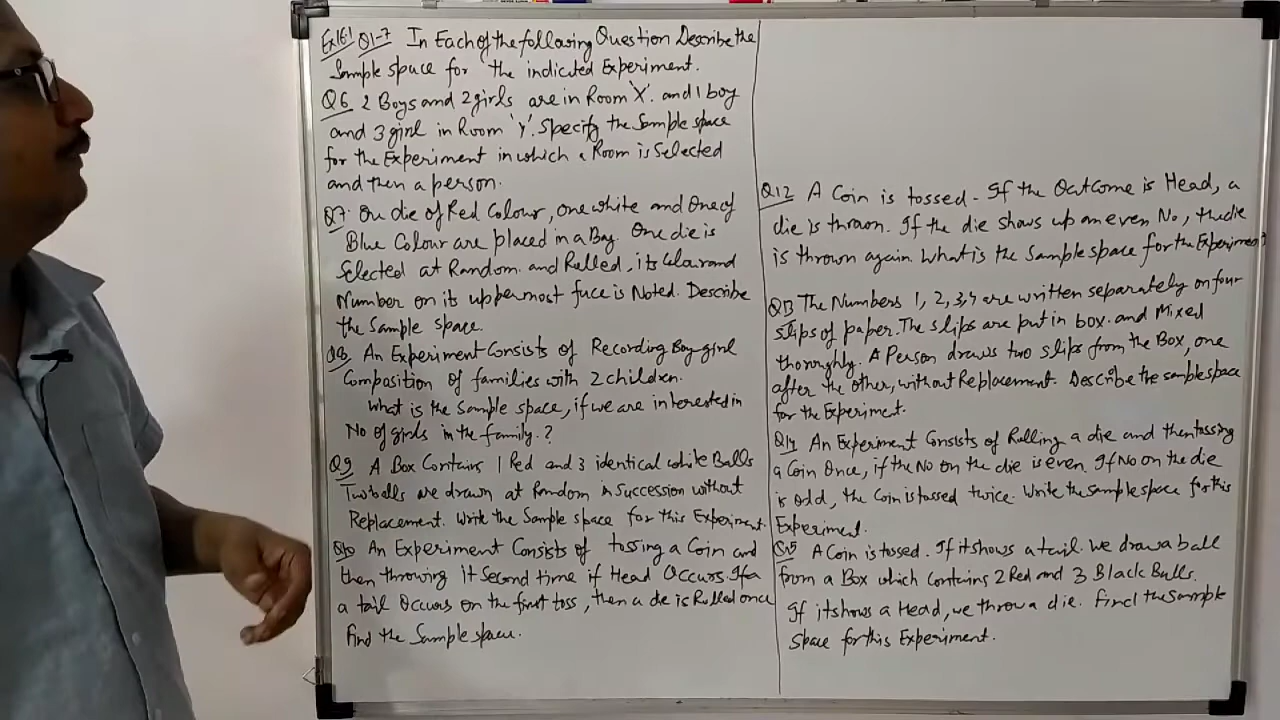 Ex 16.1 Q1-7 In Each of the following Question Describe the
Sample space for the indicated Experiment.
Q6 2 Boys and 2 girls are in Room 'X'. and 1 boy
and 3 girl in Room 'Y'. Specify the Sample space
for the Experiment in which a Room is Selected
and then a person.
Q7. On die of Red Colour, one white and One of
Blue Colour are placed in a Bag. One die is
Selected at Random and Rolled, its Colour and
Number on its uppermost face is Noted. Describe
the Sample space.
Q8 An Experiment Consists of Recording Boy girl
Composition of families with 2 children.
What is the Sample space, if we are interested in
No of girls in the family.?
Q9 A Box Contains 1 Red and 3 identical white Balls
Two balls are drawn at Random in Succession without
Replacement. Write the Sample space for this Experiment.
Q10 An Experiment Consists of tossing a Coin and
then throwing it Second time if Head Occurs. If a
a tail Occurs on the first toss, then a die is Rolled once
Find the Sample space.
Q12 A Coin is tossed - If the Outcome is Head, a
die is thrown. If the die shows up an even No, the die
is thrown again. What is the Sample space for the Experiment?
Q13 The Numbers 1, 2, 3, 4 are written separately on four
slips of paper. The slips are put in box. and Mixed
thoroughly. A Person draws two slips from the Box, one
after the other, without Replacement. Describe the sample space
for the Experiment.
Q14 An Experiment Consists of Rolling a die and then tossing
a Coin Once, if the No on the die is even. If No on the die
is odd, the Coin is tossed twice. Write the Sample space for this
Experiment.
Q15 A Coin is tossed. If it shows a tail. we draw a ball
from a Box which contains 2 Red and 3 Black Balls.
If it shows a Head, we throw a die. Find the Sample
Space for this Experiment.